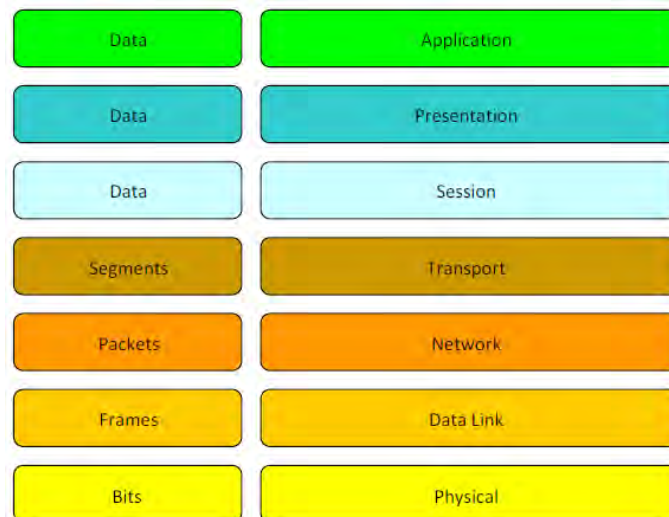 Data Application
Data Presentation
Data Session
Segments Transport
Packets Network
Frames Data Link
Bits Physical